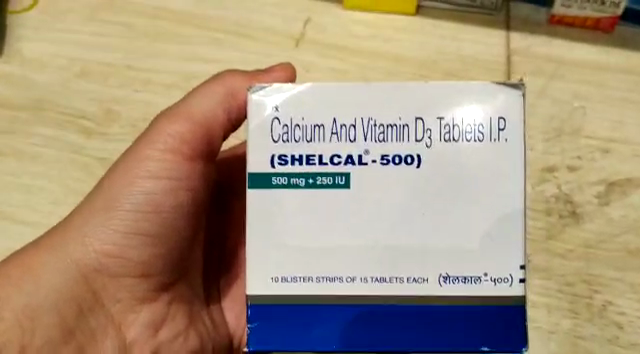 Calcium And Vitamin D3 Tablets I.P.
(SHELCAL®-500)
500 mg + 250 IU
10 BLISTER STRIPS OF 15 TABLETS EACH (शेलकाल®-५००)